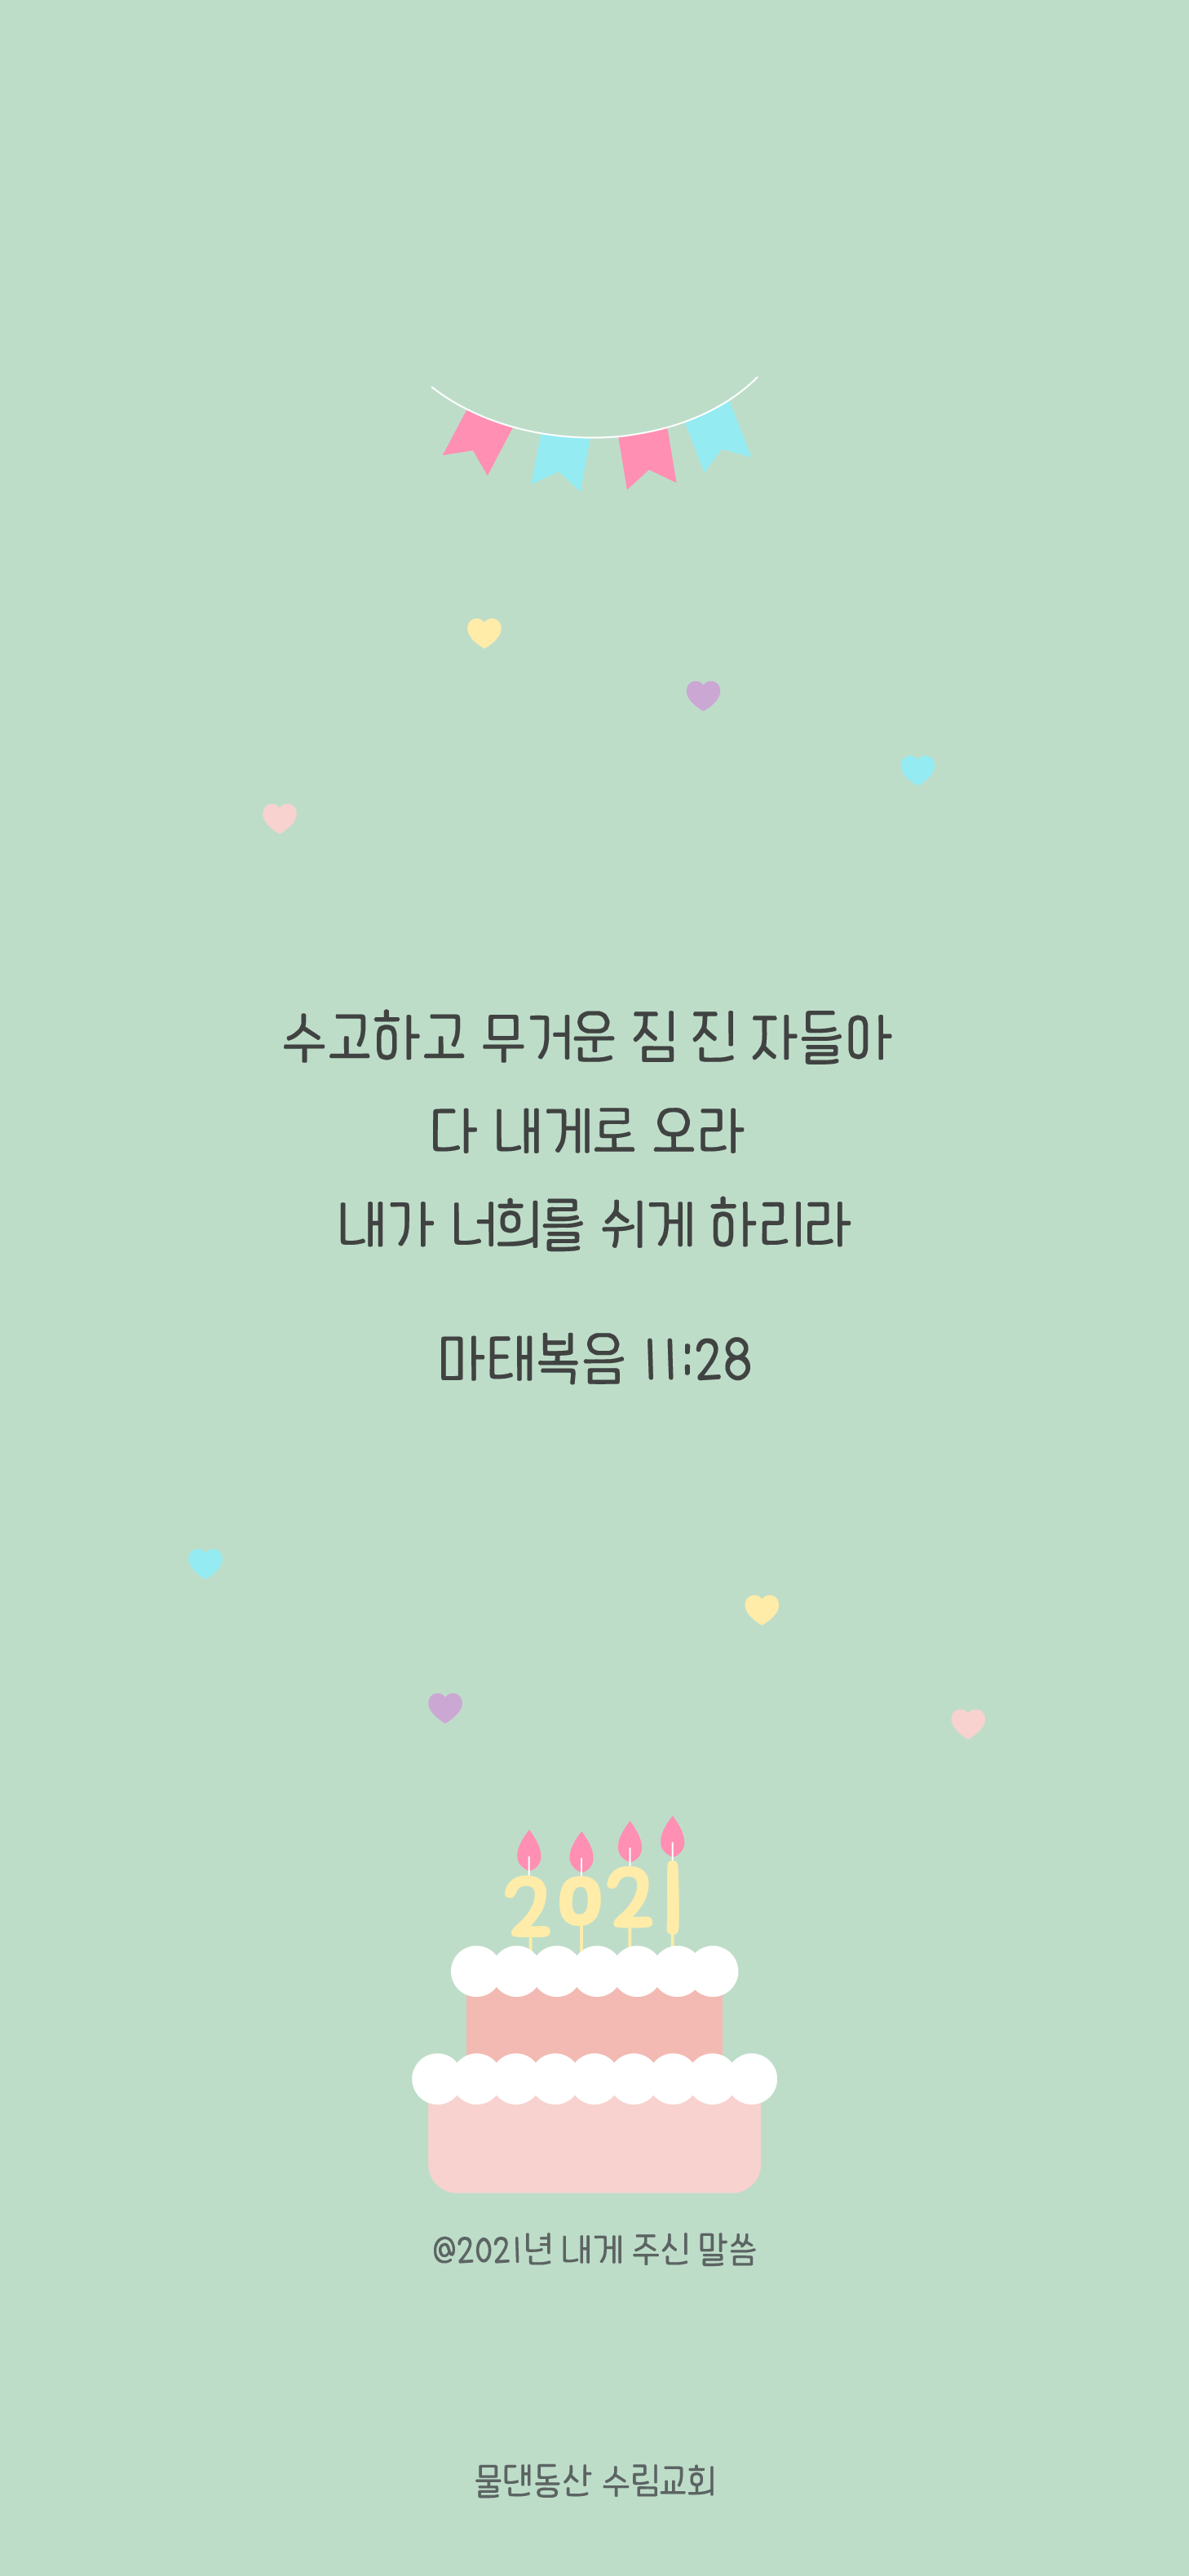 수고하고 무거운 짐 진 자들아
다 내게로 오라
내가 너희를 쉬게 하리라
마태복음 11:28
2021
@2021년 내게 주신 말씀
물댄동산 수림교회